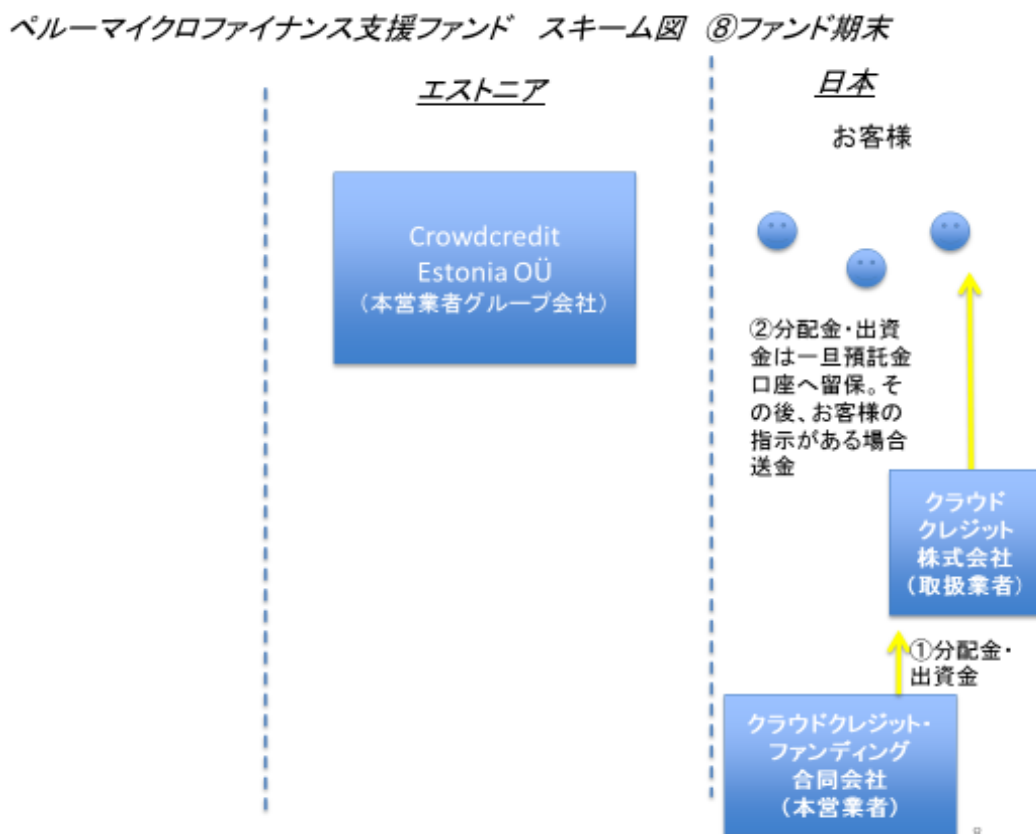 ペルーマイクロファイナンス支援ファンド　スキーム図　⑧ファンド期末
エストニア
日本
お客様
Crowdcredit
Estonia OÜ
（本営業者グループ会社）
②分配金・出資
金は一旦預託金
口座へ留保。そ
の後、お客様の
指示がある場合
送金
クラウド
クレジット
株式会社
（取扱業者）
①分配金・
出資金
クラウドクレジット・
ファンディング
合同会社
（本営業者）